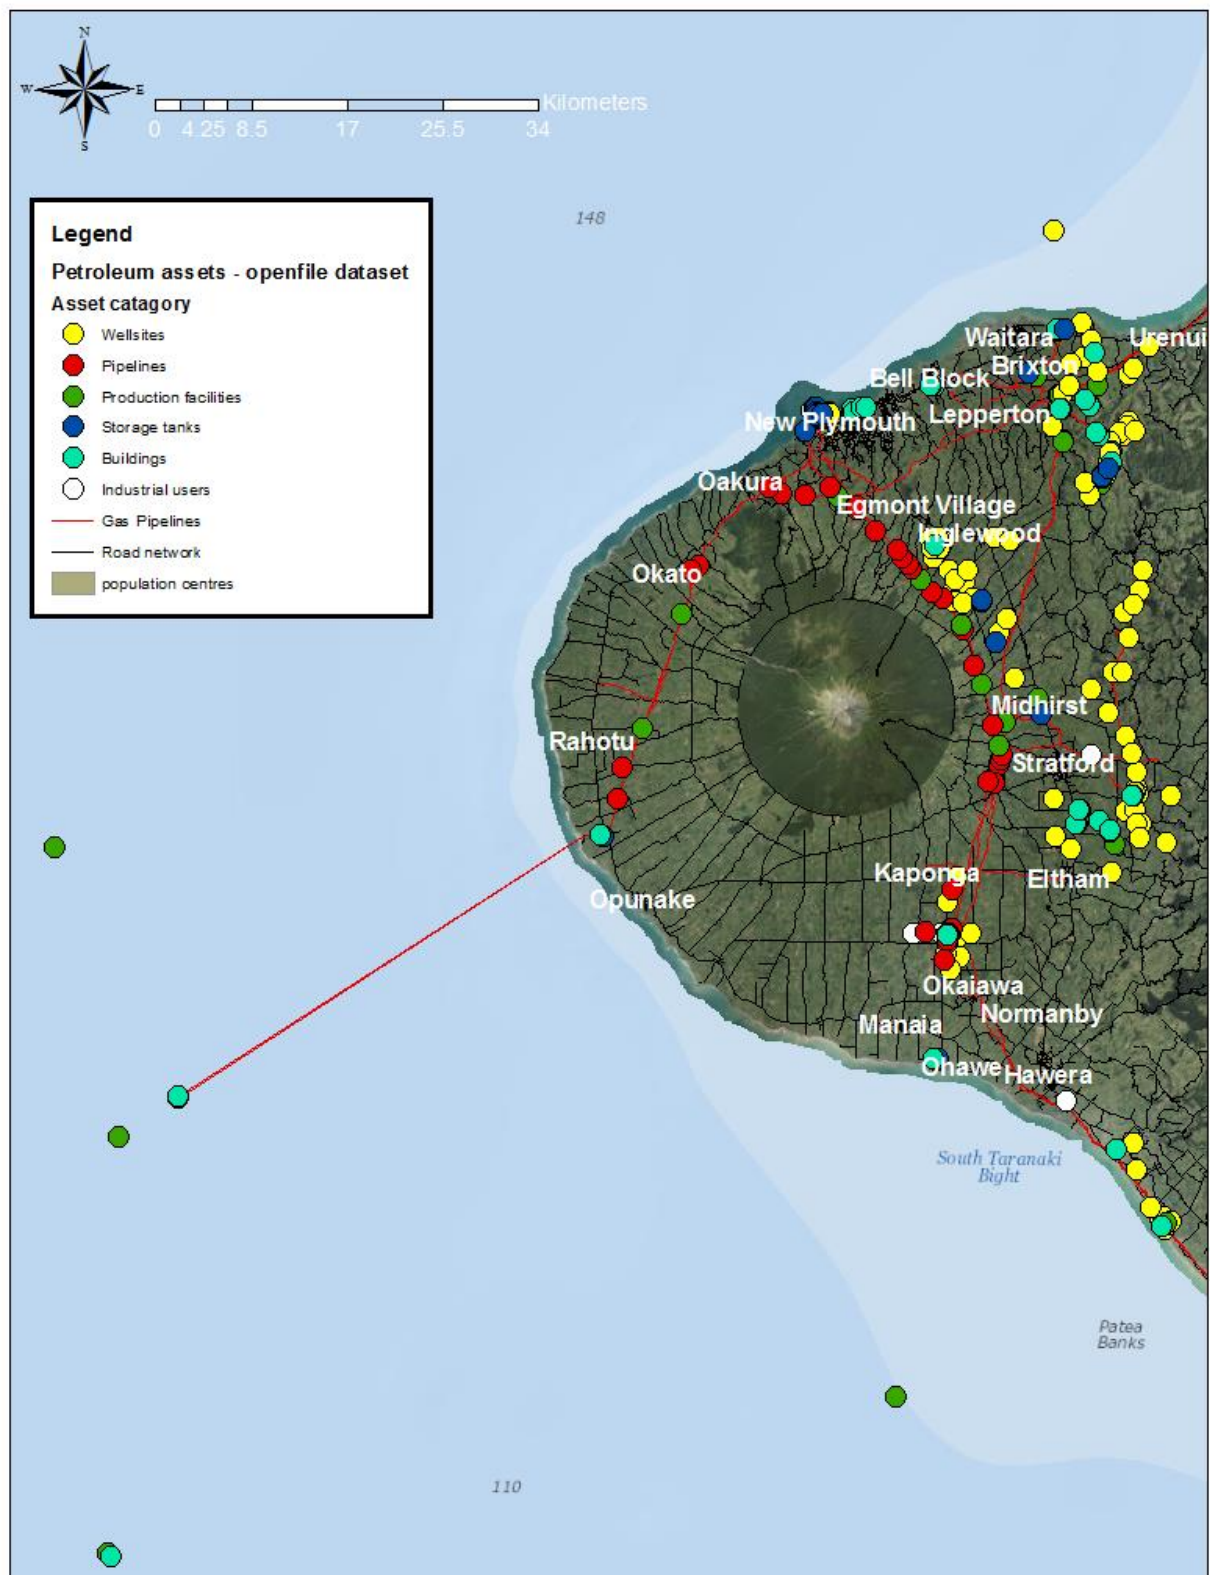 N
W E
S
Kilometers
0 4.25 8.5 17 25.5 34
Legend
Petroleum assets - openfile dataset
Asset catagory
Wellsites
Pipelines
Production facilities
Storage tanks
Buildings
Industrial users
Gas Pipelines
Road network
population centres
148
Waitara
Urenui
Brixton
Bell Block
New Plymouth
Lepperton
Oakura
Egmont Village
Inglewood
Okato
Midhirst
Rahotu
Stratford
Kaponga
Eltham
Opunake
Okaiawa
Normanby
Manaia
Ohawe
Hawera
South Taranaki
Bight
Patea
Banks
110